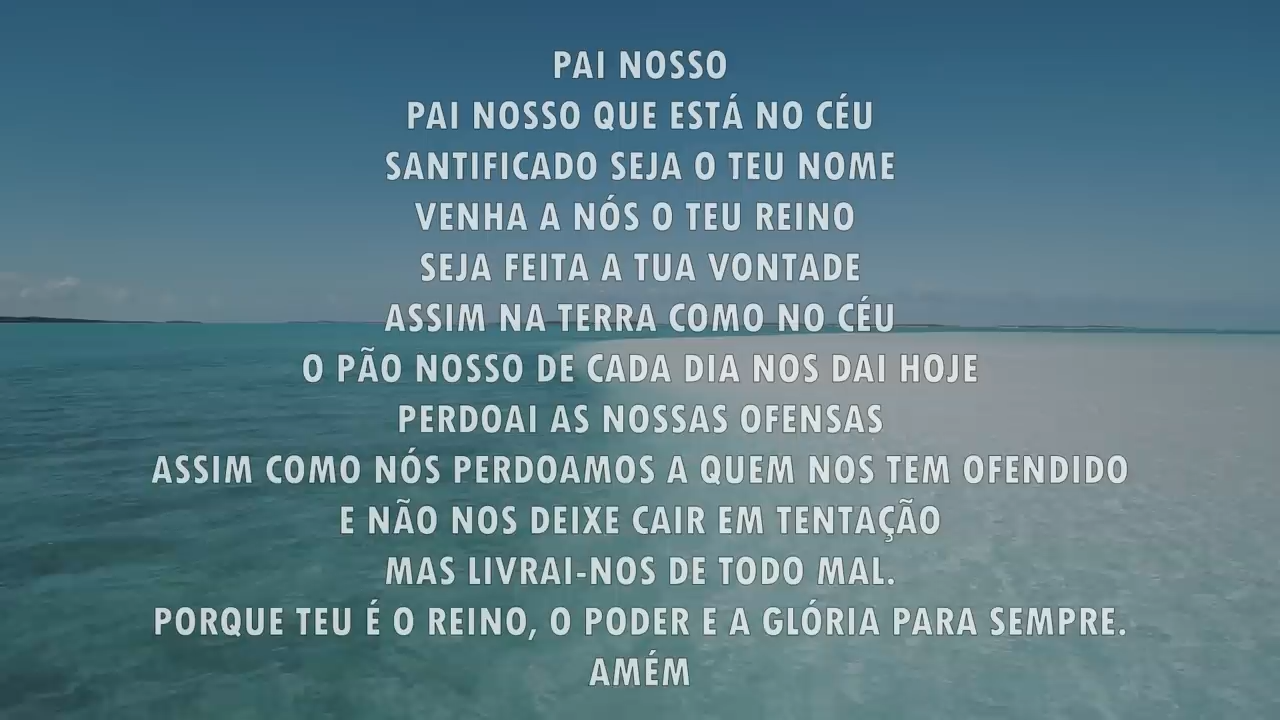 PAI NOSSO
PAI NOSSO QUE ESTÁ NO CÉU
SANTIFICADO SEJA O TEU NOME
VENHA A NÓS O TEU REINO
SEJA FEITA A TUA VONTADE
ASSIM NA TERRA COMO NO CÉU
O PÃO NOSSO DE CADA DIA NOS DAI HOJE
PERDOAI AS NOSSAS OFENSAS
ASSIM COMO NÓS PERDOAMOS A QUEM NOS TEM OFENDIDO
E NÃO NOS DEIXE CAIR EM TENTAÇÃO
MAS LIVRAI-NOS DE TODO MAL.
PORQUE TEU É O REINO, O PODER E A GLÓRIA PARA SEMPRE.
AMÉM